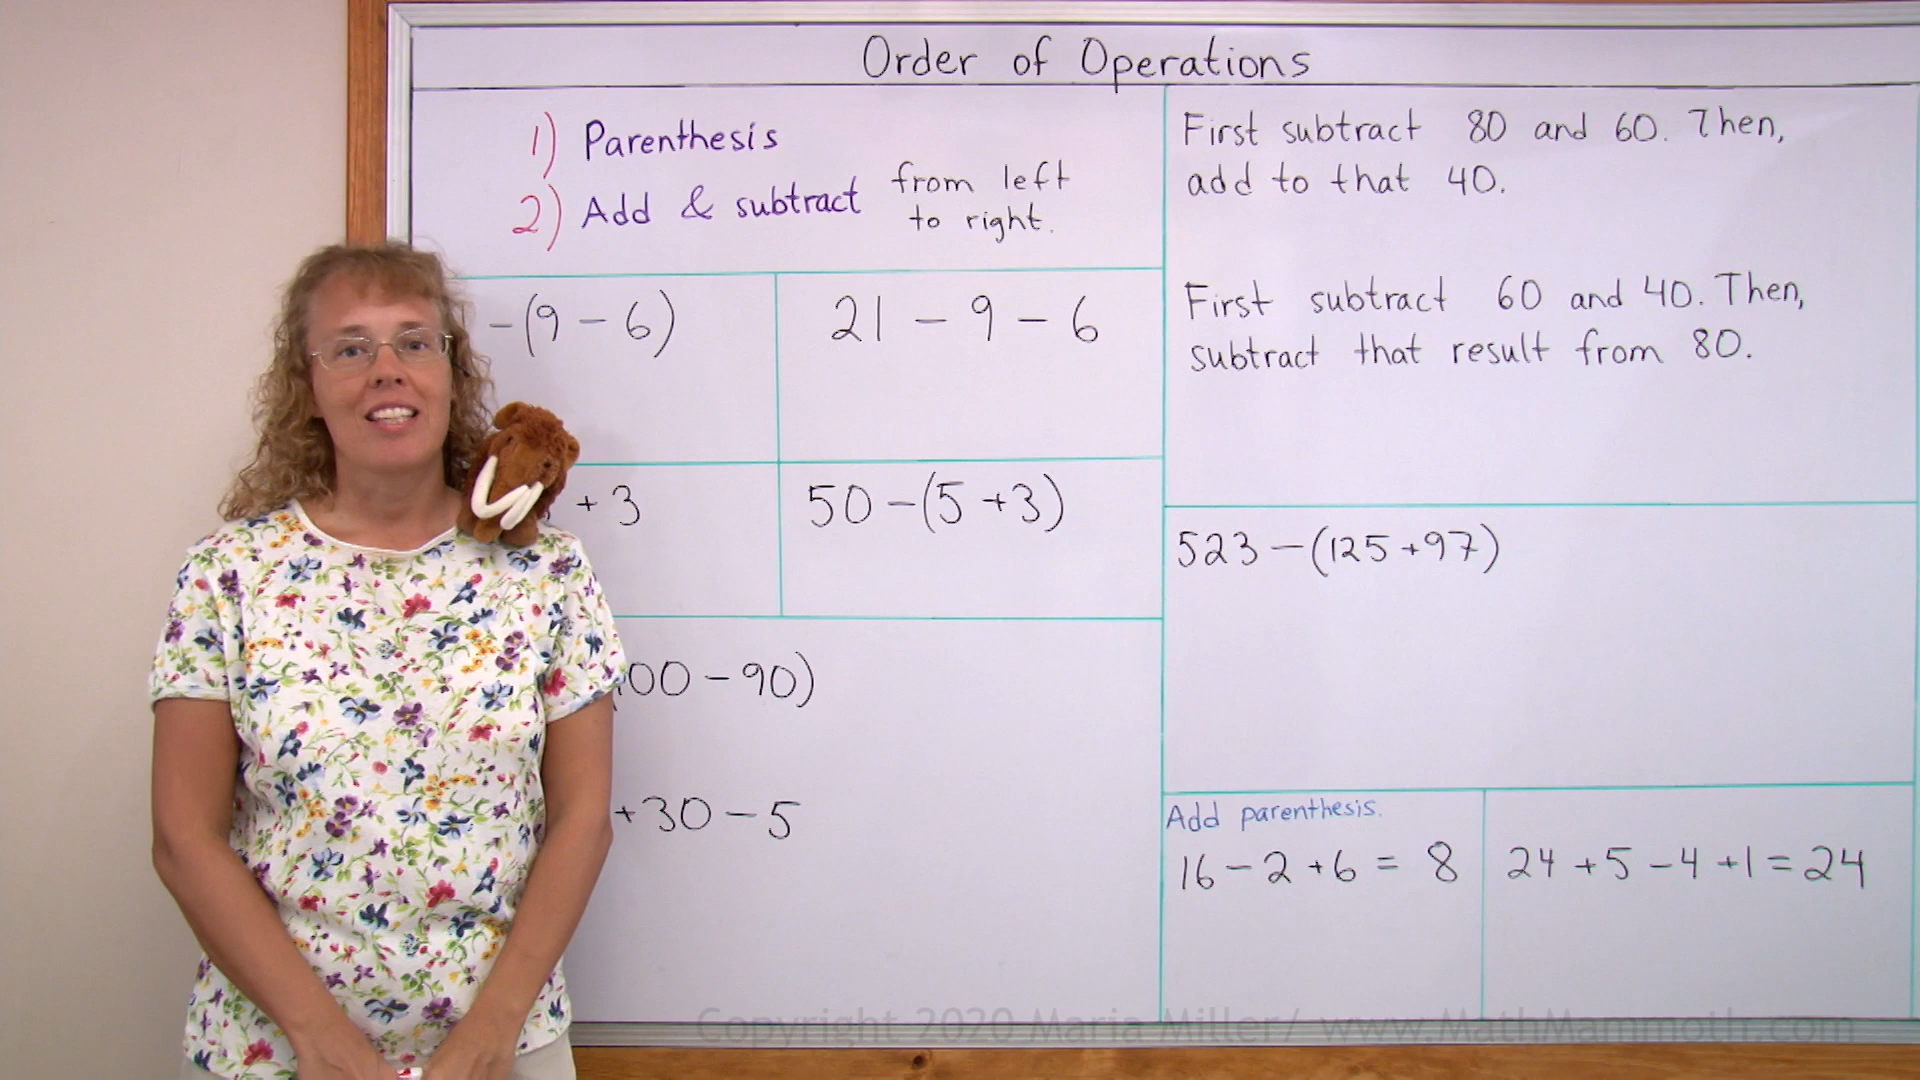 Order of Operations
1) Parenthesis
2) Add & subtract from left
to right.
-(9 - 6)
21 - 9 - 6
+ 3
50 - (5 + 3)
00 - 90)
+ 30 - 5
First subtract 80 and 60. Then,
add to that 40.
First subtract 60 and 40. Then,
subtract that result from 80.
523 - (125 + 97)
Add parenthesis.
16 - 2 + 6 = 8
24 + 5 - 4 + 1 = 24
Copyright 2020 Maria Miller/ www.MathMammoth.com